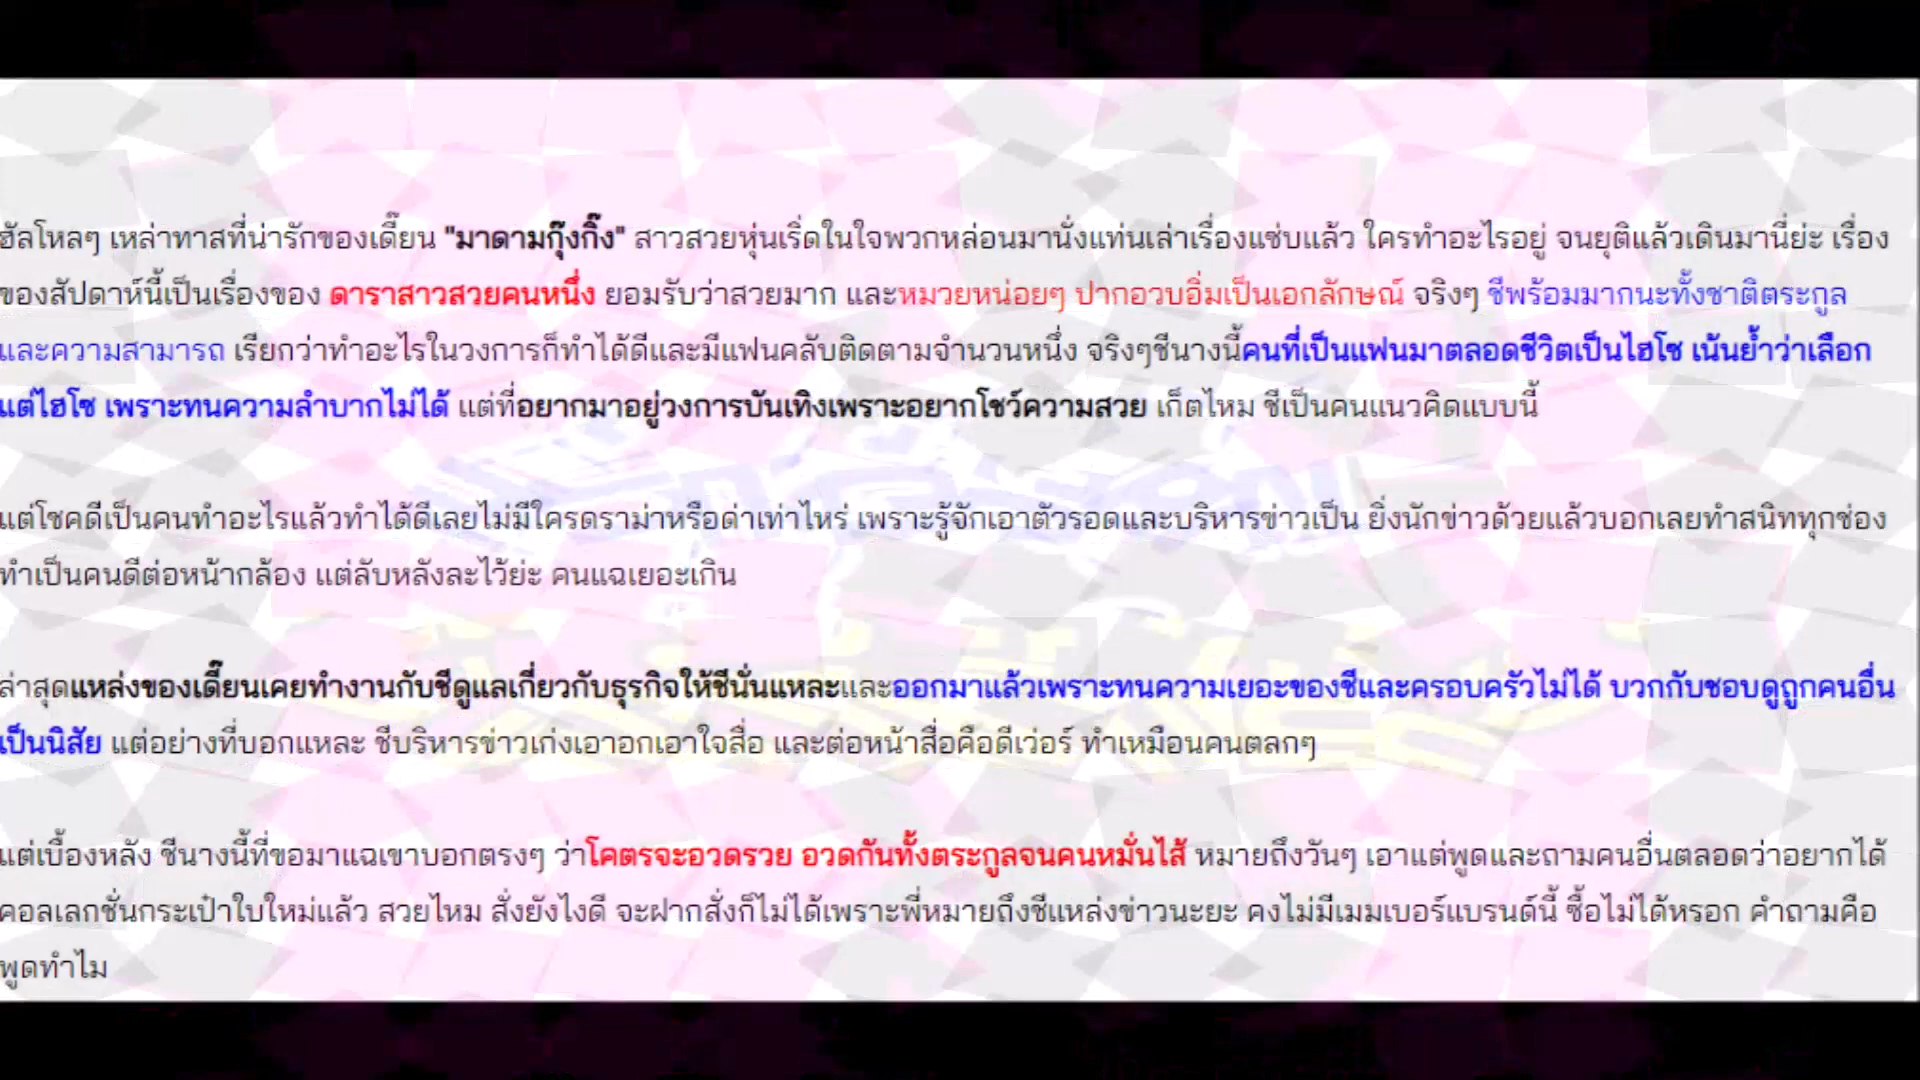 ฮัลโหลๆ เหล่าทาสที่น่ารักของเดี๊ยน "มาดามกุ๊งกิ๊ง" สาวสวยหุ่นเริ่ดในใจพวกหล่อนมานั่งแท่นเล่าเรื่องแซ่บแล้ว ใครทำอะไรอยู่ จนยุติแล้วเดินมานี่ย่ะ เรื่อง
ของสัปดาห์นี้เป็นเรื่องของ ดาราสาวสวยคนหนึ่ง ยอมรับว่าสวยมาก และหมวยหน่อยๆ ปากอวบอิ่มเป็นเอกลักษณ์ จริงๆ ชีพร้อมมากนะทั้งชาติตระกูล
และความสามารถ เรียกว่าทำอะไรในวงการก็ทำได้ดีและมีแฟนคลับติดตามจำนวนหนึ่ง จริงๆชีนางนี้คนที่เป็นแฟนมาตลอดชีวิตเป็นไฮโซ เน้นย้ำว่าเลือก
แต่ไฮโซ เพราะทนความลำบากไม่ได้ แต่ที่อยากมาอยู่วงการบันเทิงเพราะอยากโชว์ความสวย เก็ตไหม ชีเป็นคนแนวคิดแบบนี้
แต่โชคดีเป็นคนทำอะไรแล้วทำได้ดีเลยไม่มีใครดราม่าหรือด่าเท่าไหร่ เพราะรู้จักเอาตัวรอดและบริหารข่าวเป็น ยิ่งนักข่าวด้วยแล้วบอกเลยทำสนิททุกช่อง
ทำเป็นคนดีต่อหน้ากล้อง แต่ลับหลังละไว้ย่ะ คนแฉเยอะเกิน
ล่าสุดแหล่งของเดี๊ยนเคยทำงานกับชีดูแลเกี่ยวกับธุรกิจให้ชีนั่นแหละและออกมาแล้วเพราะทนความเยอะของชีและครอบครัวไม่ได้ บวกกับชอบดูถูกคนอื่น
เป็นนิสัย แต่อย่างที่บอกแหละ ชีบริหารข่าวเก่งเอาอกเอาใจสื่อ และต่อหน้าสื่อคือดีเว่อร์ ทำเหมือนคนตลกๆ
แต่เบื้องหลัง ชีนางนี้ที่ขอมาแฉเขาบอกตรงๆ ว่าโคตรจะอวดรวย อวดกันทั้งตระกูลจนคนหมั่นไส้ หมายถึงวันๆ เอาแต่พูดและถามคนอื่นตลอดว่าอยากได้
คอลเลกชั่นกระเป๋าใบใหม่แล้ว สวยไหม สั่งยังไงดี จะฝากสั่งก็ไม่ได้เพราะพี่หมายถึงชีแหล่งข่าวนะยะ คงไม่มีเมมเบอร์แบรนด์นี้ ซื้อไม่ได้หรอก คำถามคือ
พูดทำไม